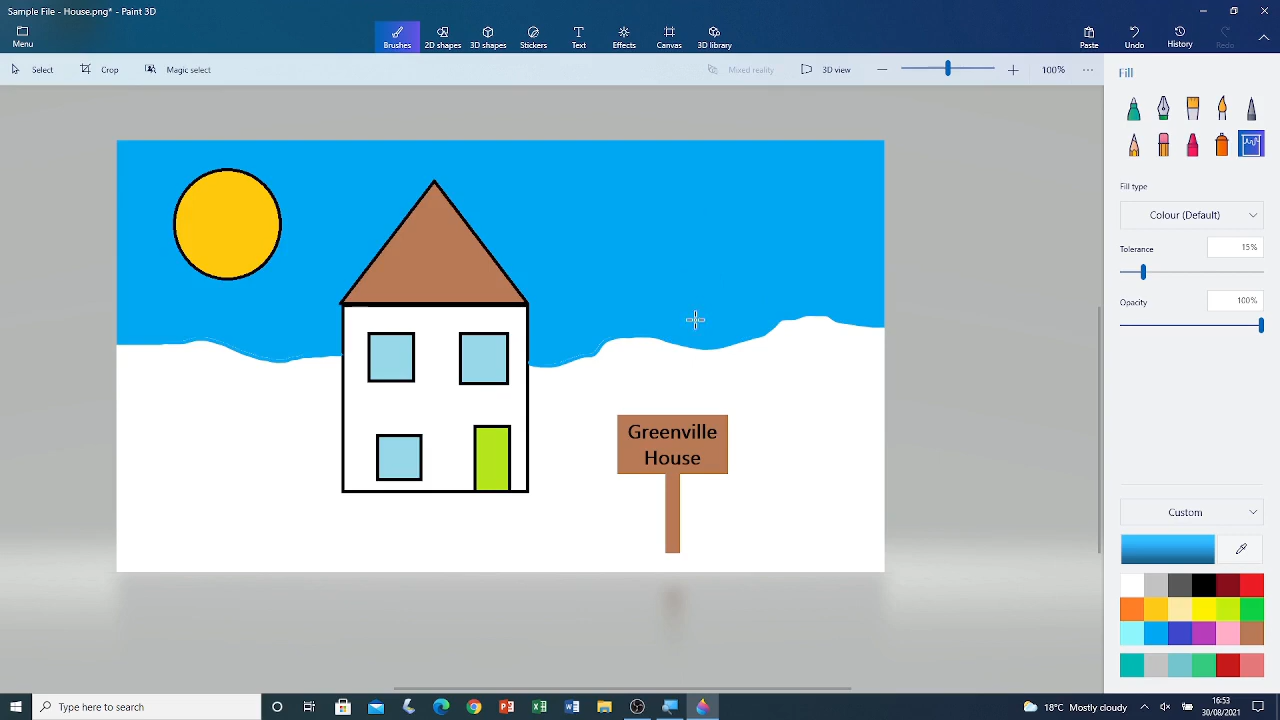 Sample File - House.png* - Paint 3D
Menu
Brushes
2D shapes
3D shapes
Stickers
Text
Effects
Canvas
3D library
Paste
Undo
History
Redo
Select
Crop
Magic select
Mixed reality
3D view
100%
Fill
Fill type
Colour (Default)
Tolerance
15%
Opacity
100%
Greenville
House
Custom
Type here to search
18°C Mostly cloudy
16:53
30/08/2021